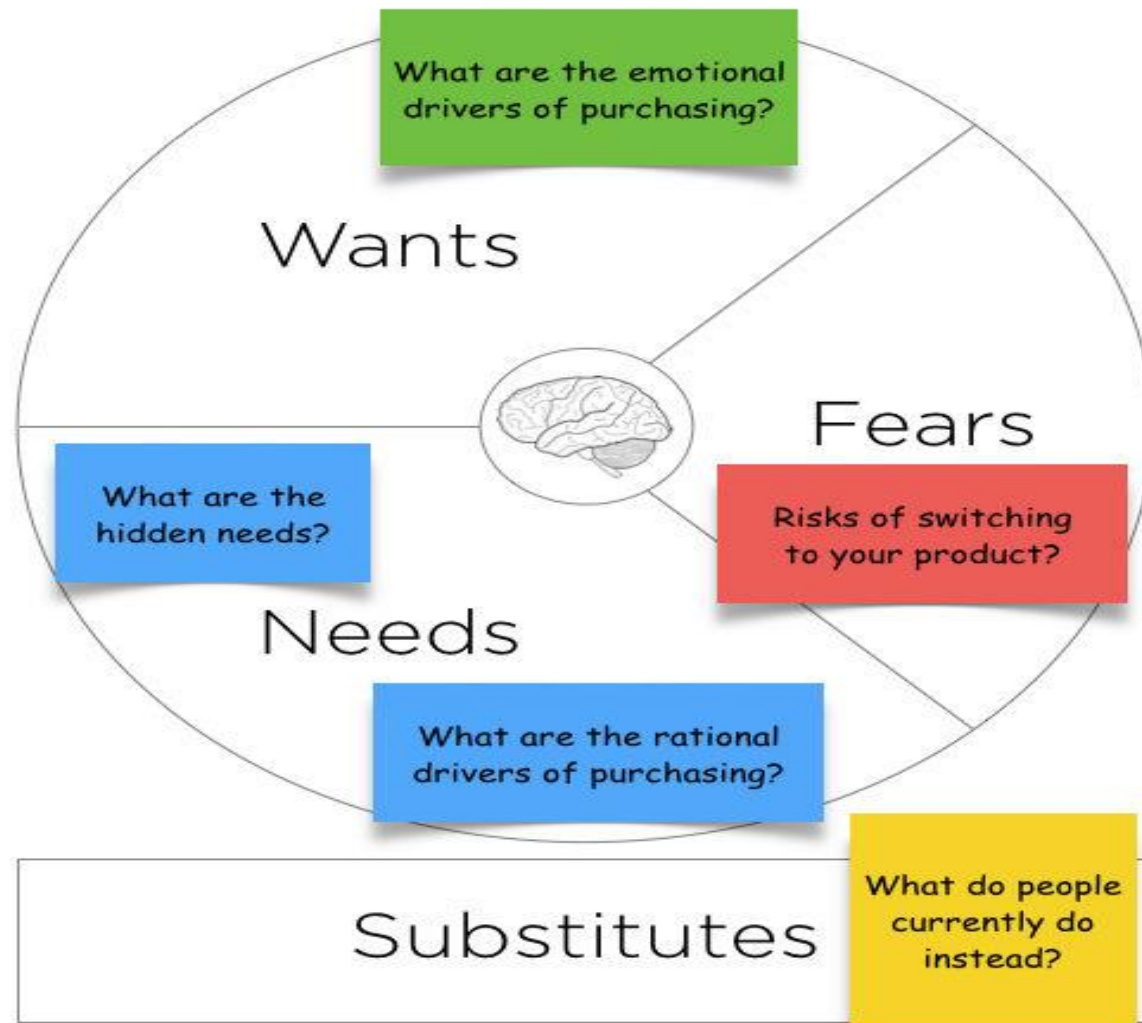 What are the emotional
drivers of purchasing?
Wants
Fears
Risks of switching
to your product?
What are the
hidden needs?
Needs
What are the rational
drivers of purchasing?
Substitutes
What do people
currently do
instead?